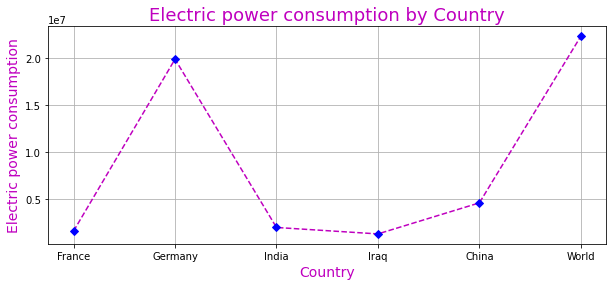 Electric power consumption by Country
1e7
Electric power consumption
2.0
1.5
1.0
0.5
France Germany India Iraq China World
Country